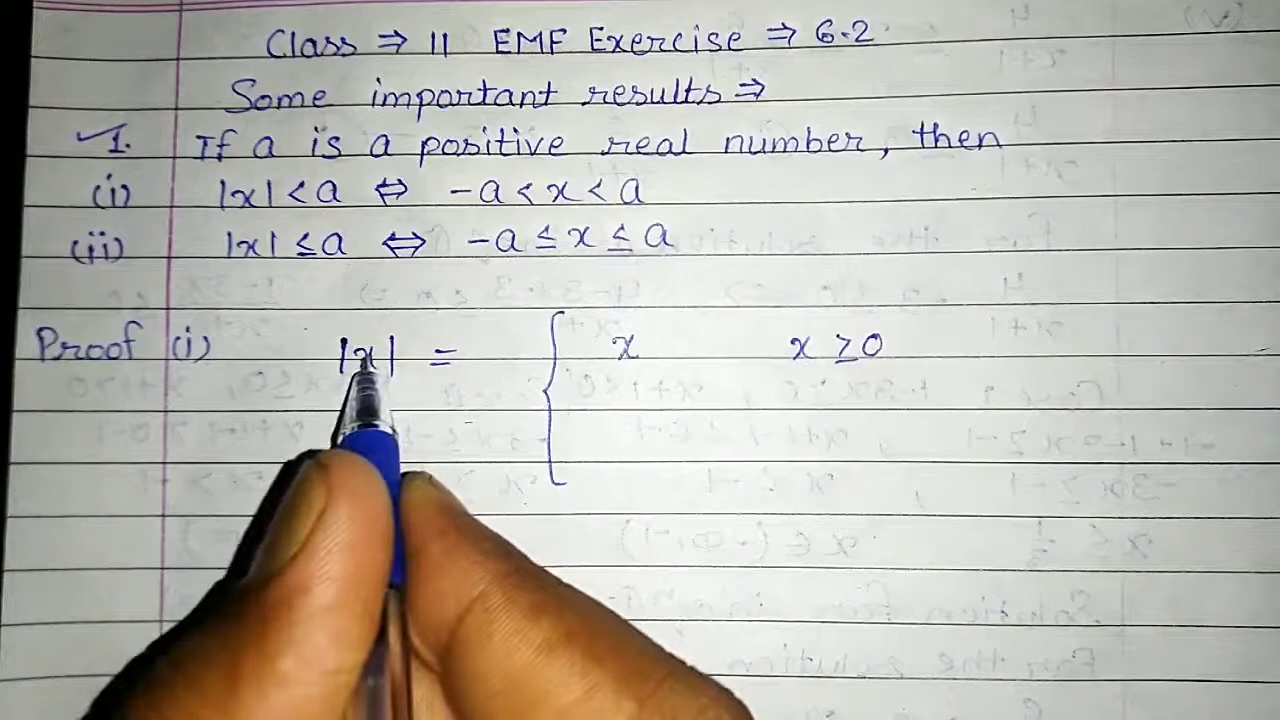 Class ⇒ 11 EMF Exercise ⇒ 6.2
Some important results ⇒
1. If a is a positive real number, then
(i) |x| < a ⇔ -a < x < a
(ii) |x| ≤ a ⇔ -a ≤ x ≤ a
Proof (i) |x| = { x x ≥ 0